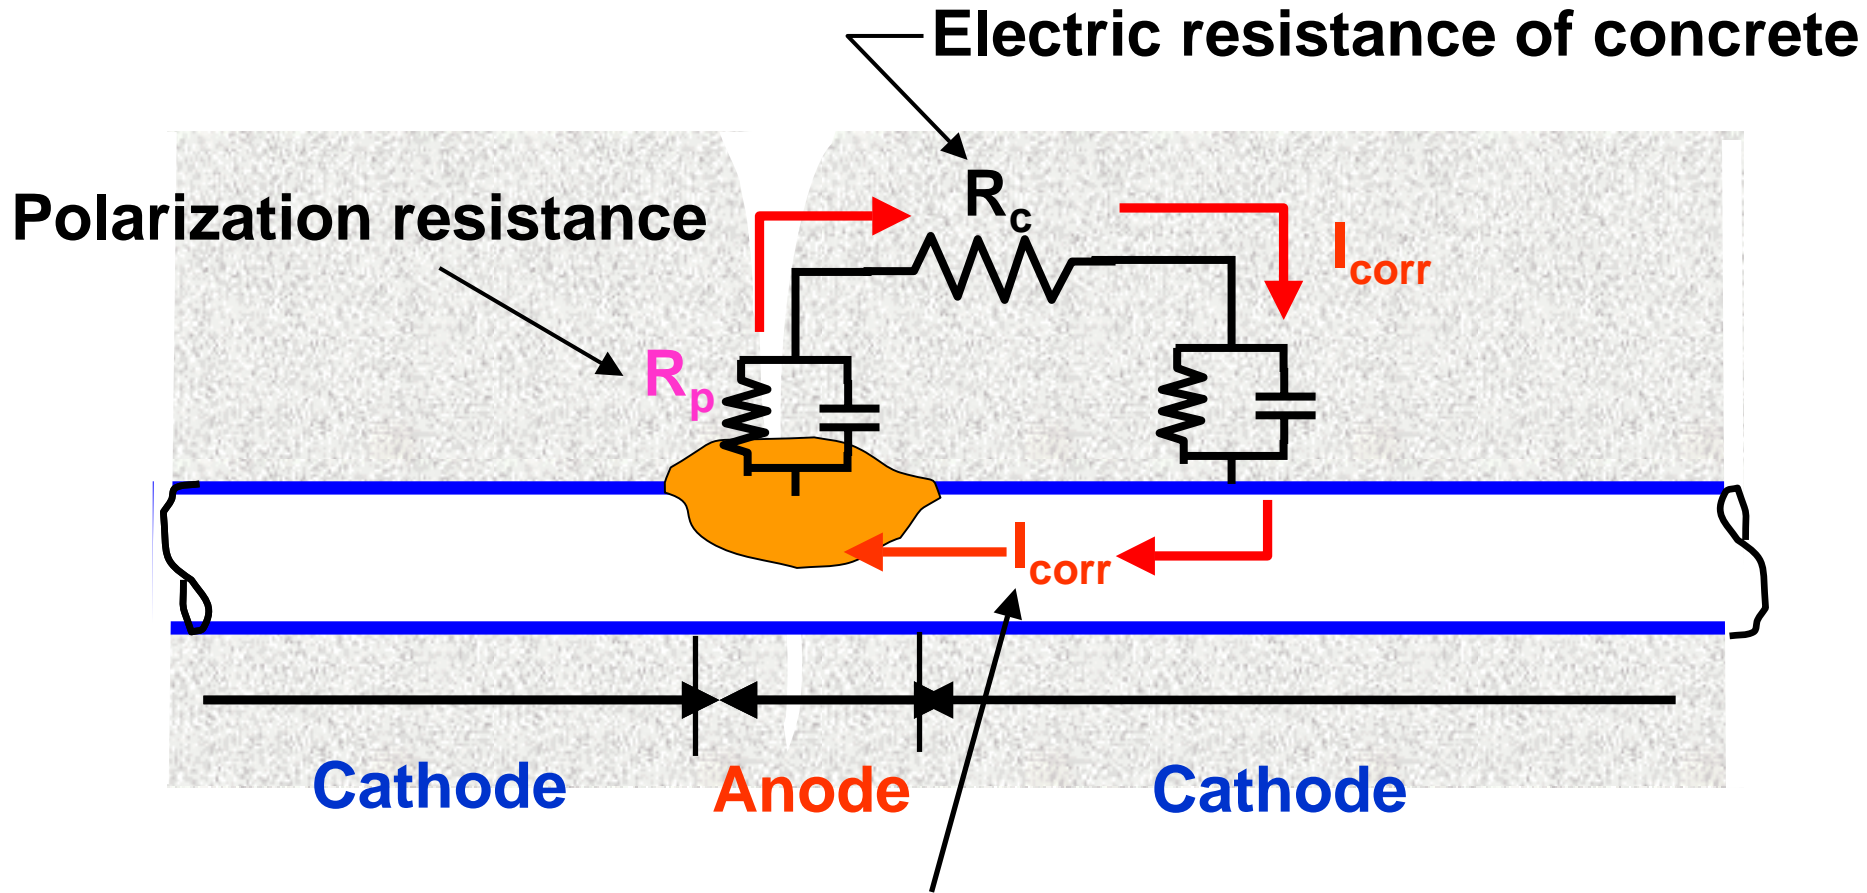 Electric resistance of concrete
Polarization resistance
Rc
Icorr
Rp
Icorr
Cathode
Anode
Cathode